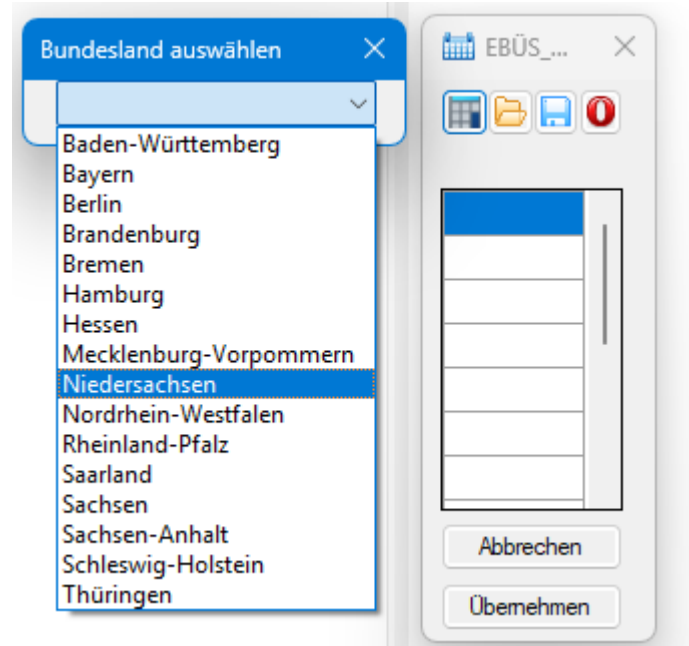 Bundesland auswählen
Baden-Württemberg
Bayern
Berlin
Brandenburg
Bremen
Hamburg
Hessen
Mecklenburg-Vorpommern
Niedersachsen
Nordrhein-Westfalen
Rheinland-Pfalz
Saarland
Sachsen
Sachsen-Anhalt
Schleswig-Holstein
Thüringen
EBÜS_...
Abbrechen
Übernehmen